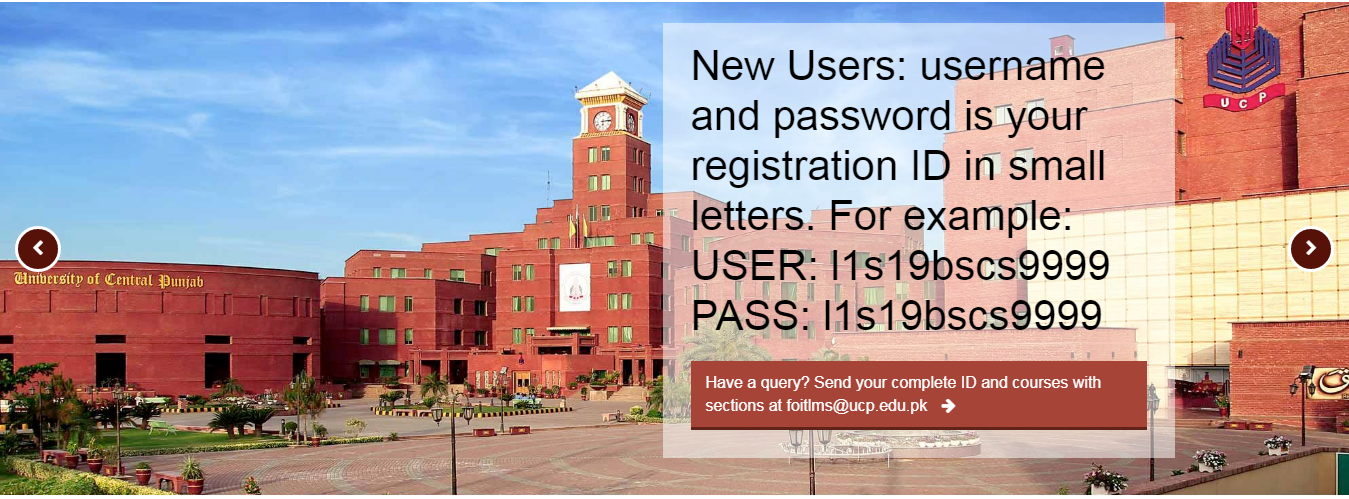 New Users: username
and password is your
registration ID in small
letters. For example:
USER: l1s19bscs9999
PASS: l1s19bscs9999
Have a query? Send your complete ID and courses with
sections at foitlms@ucp.edu.pk
University of Central Punjab
UCP